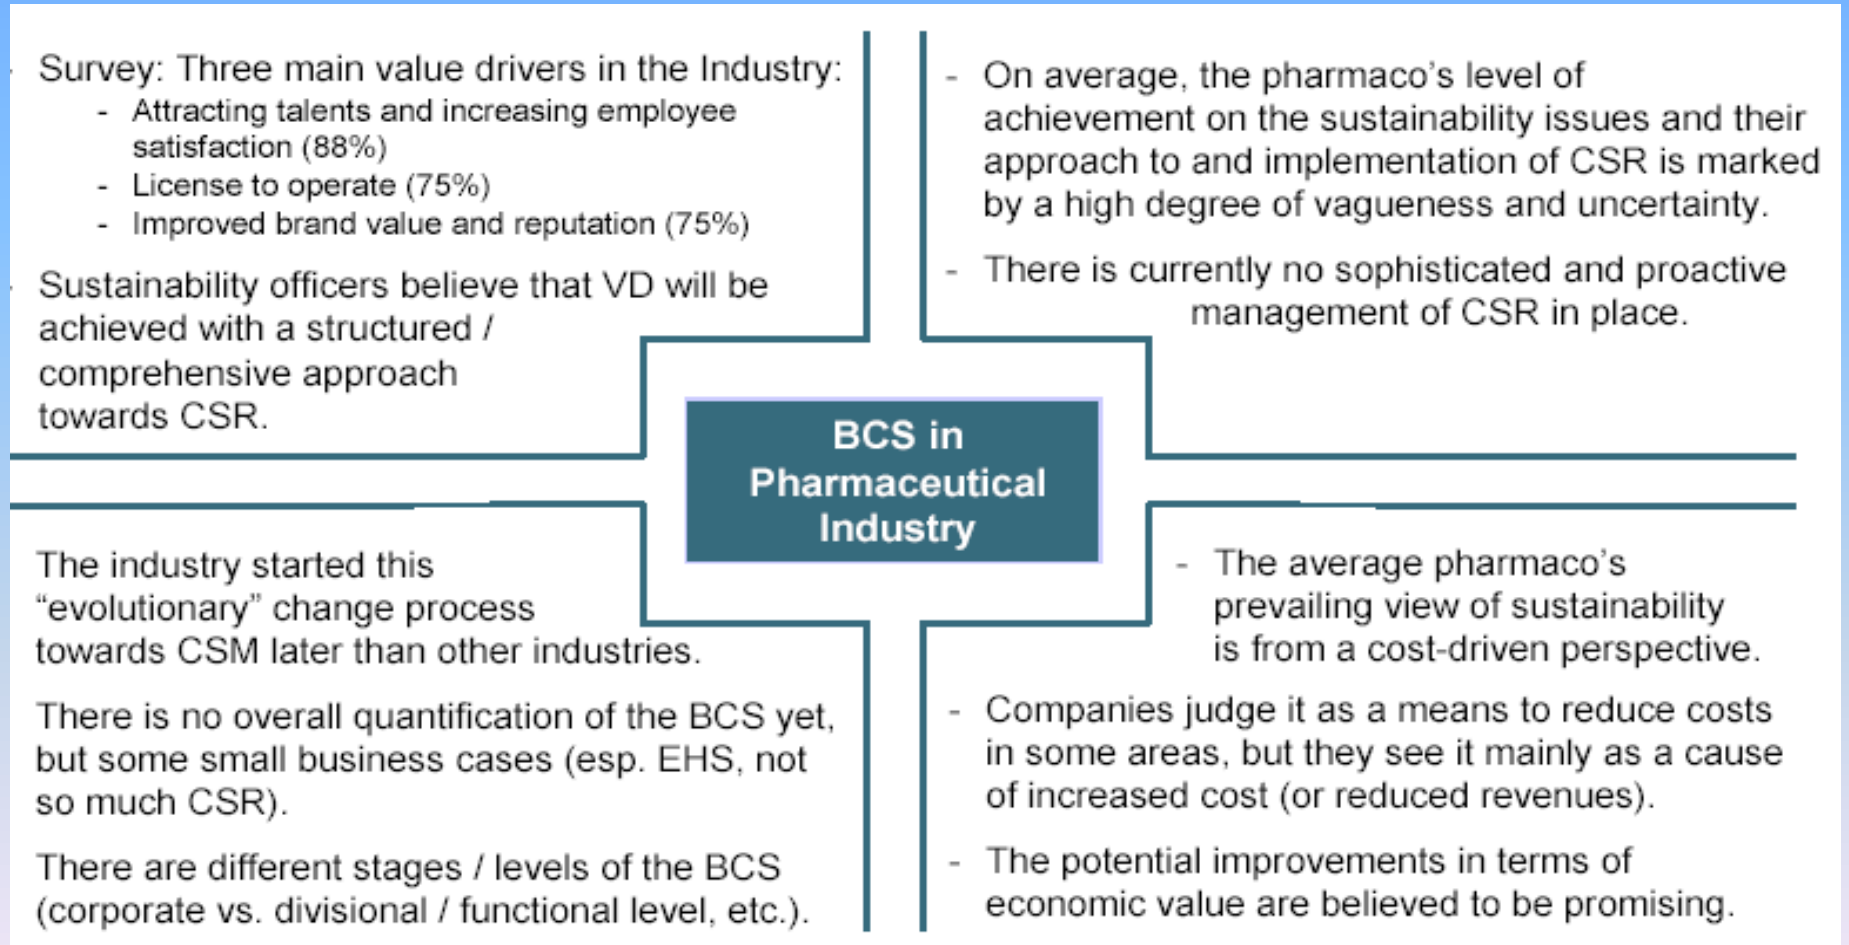 - Survey: Three main value drivers in the Industry:
- Attracting talents and increasing employee
satisfaction (88%)
- License to operate (75%)
- Improved brand value and reputation (75%)
- Sustainability officers believe that VD will be
achieved with a structured /
comprehensive approach
towards CSR.
- On average, the pharmaco’s level of
achievement on the sustainability issues and their
approach to and implementation of CSR is marked
by a high degree of vagueness and uncertainty.
- There is currently no sophisticated and proactive
management of CSR in place.
BCS in
Pharmaceutical
Industry
The industry started this
“evolutionary” change process
towards CSM later than other industries.
There is no overall quantification of the BCS yet,
but some small business cases (esp. EHS, not
so much CSR).
There are different stages / levels of the BCS
(corporate vs. divisional / functional level, etc.).
- The average pharmaco’s
prevailing view of sustainability
is from a cost-driven perspective.
- Companies judge it as a means to reduce costs
in some areas, but they see it mainly as a cause
of increased cost (or reduced revenues).
- The potential improvements in terms of
economic value are believed to be promising.